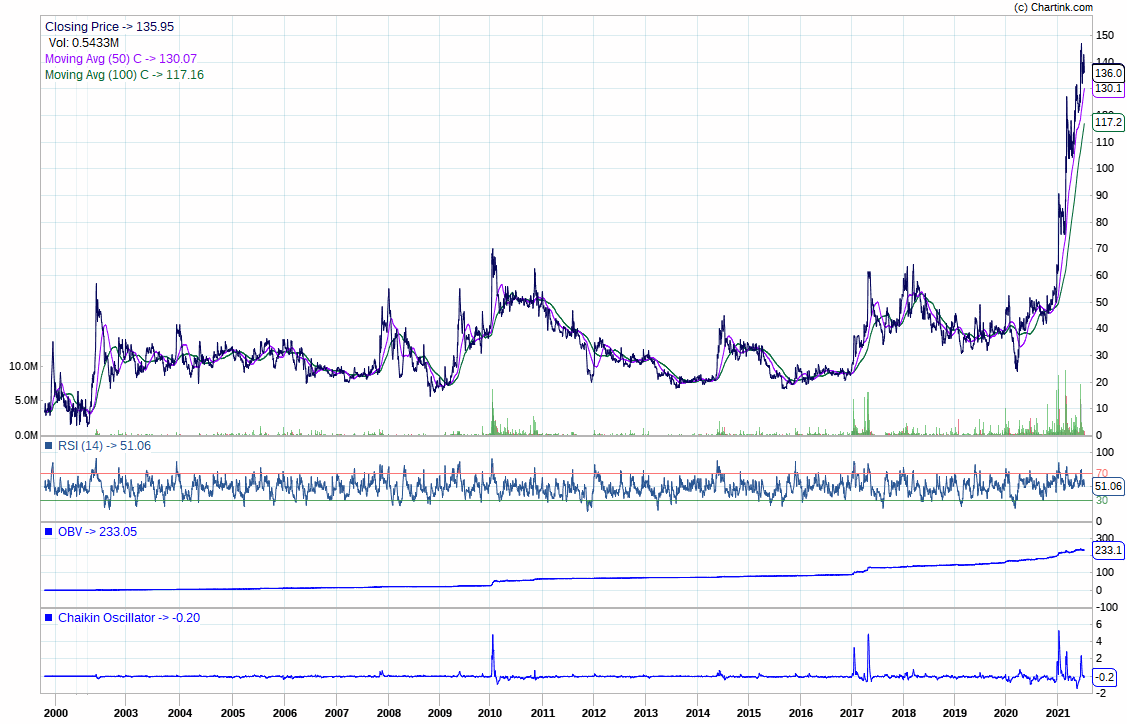 (c) Chartink.com
Closing Price -> 135.95
Vol: 0.5433M
Moving Avg (50) C -> 130.07
Moving Avg (100) C -> 117.16
150
140
136.0
130.1
117.2
110
100
90
80
70
60
50
40
30
20
10
0
10.0M
5.0M
0.0M
RSI (14) -> 51.06
100
70
51.06
30
0
OBV -> 233.05
300
233.1
100
0
-100
Chaikin Oscillator -> -0.20
6
4
2
-0.2
-2
2000 2003 2004 2005 2006 2007 2008 2009 2010 2011 2012 2013 2014 2015 2016 2017 2018 2019 2020 2021